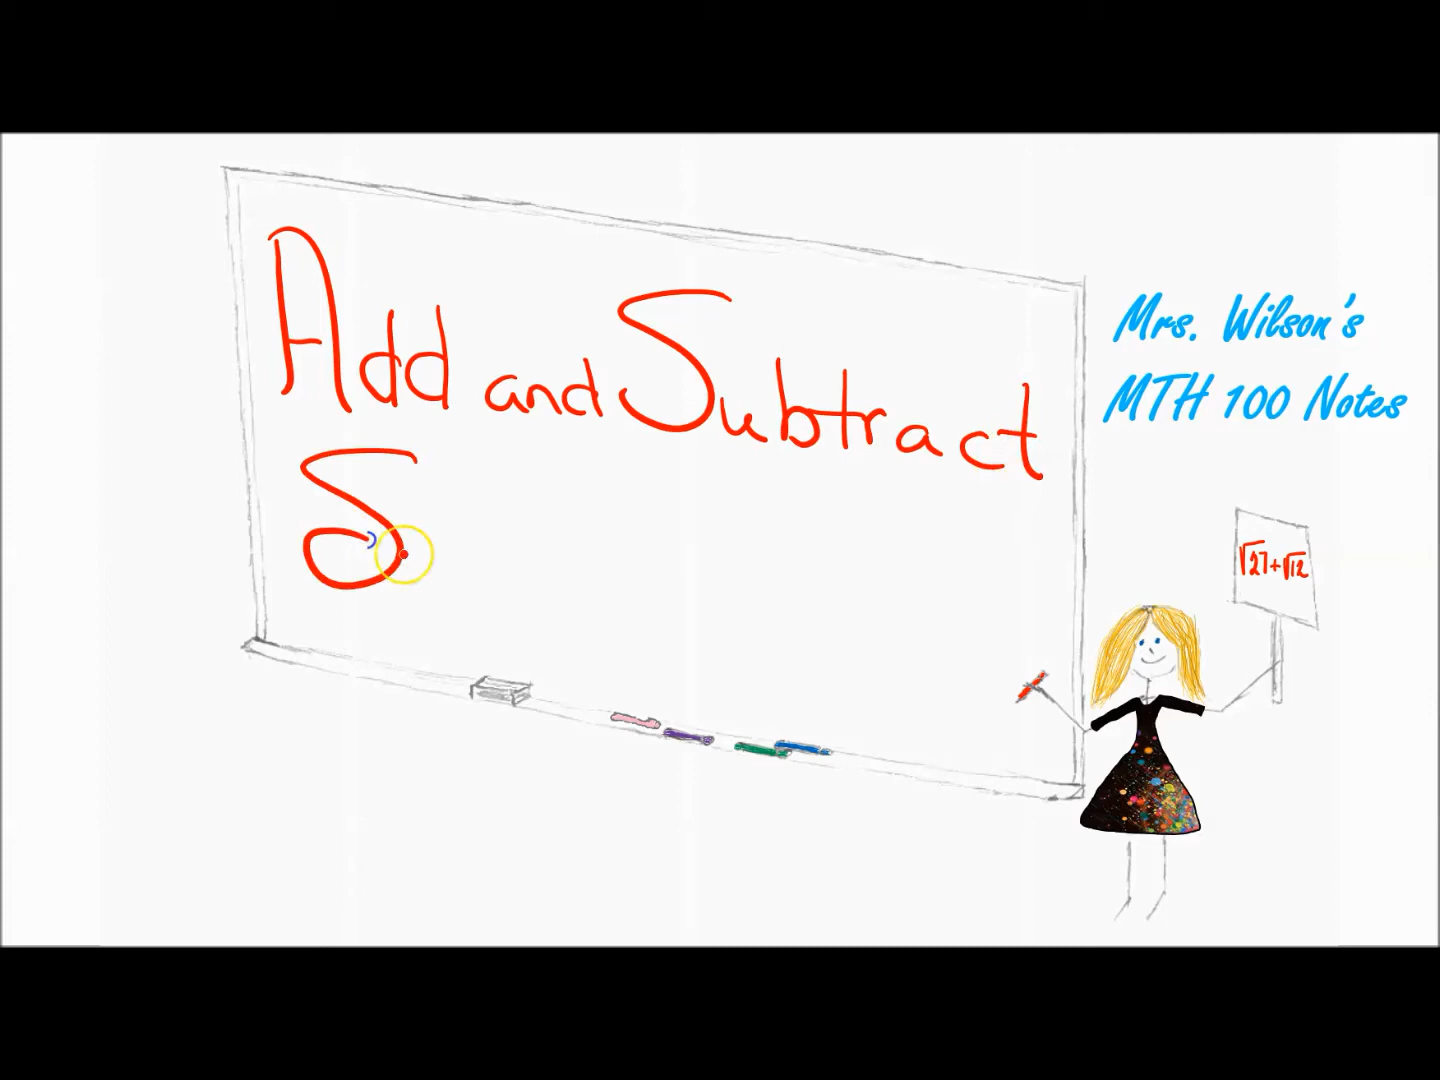 Add and Subtract
S
Mrs. Wilson's
MTH 100 Notes
√27+√12